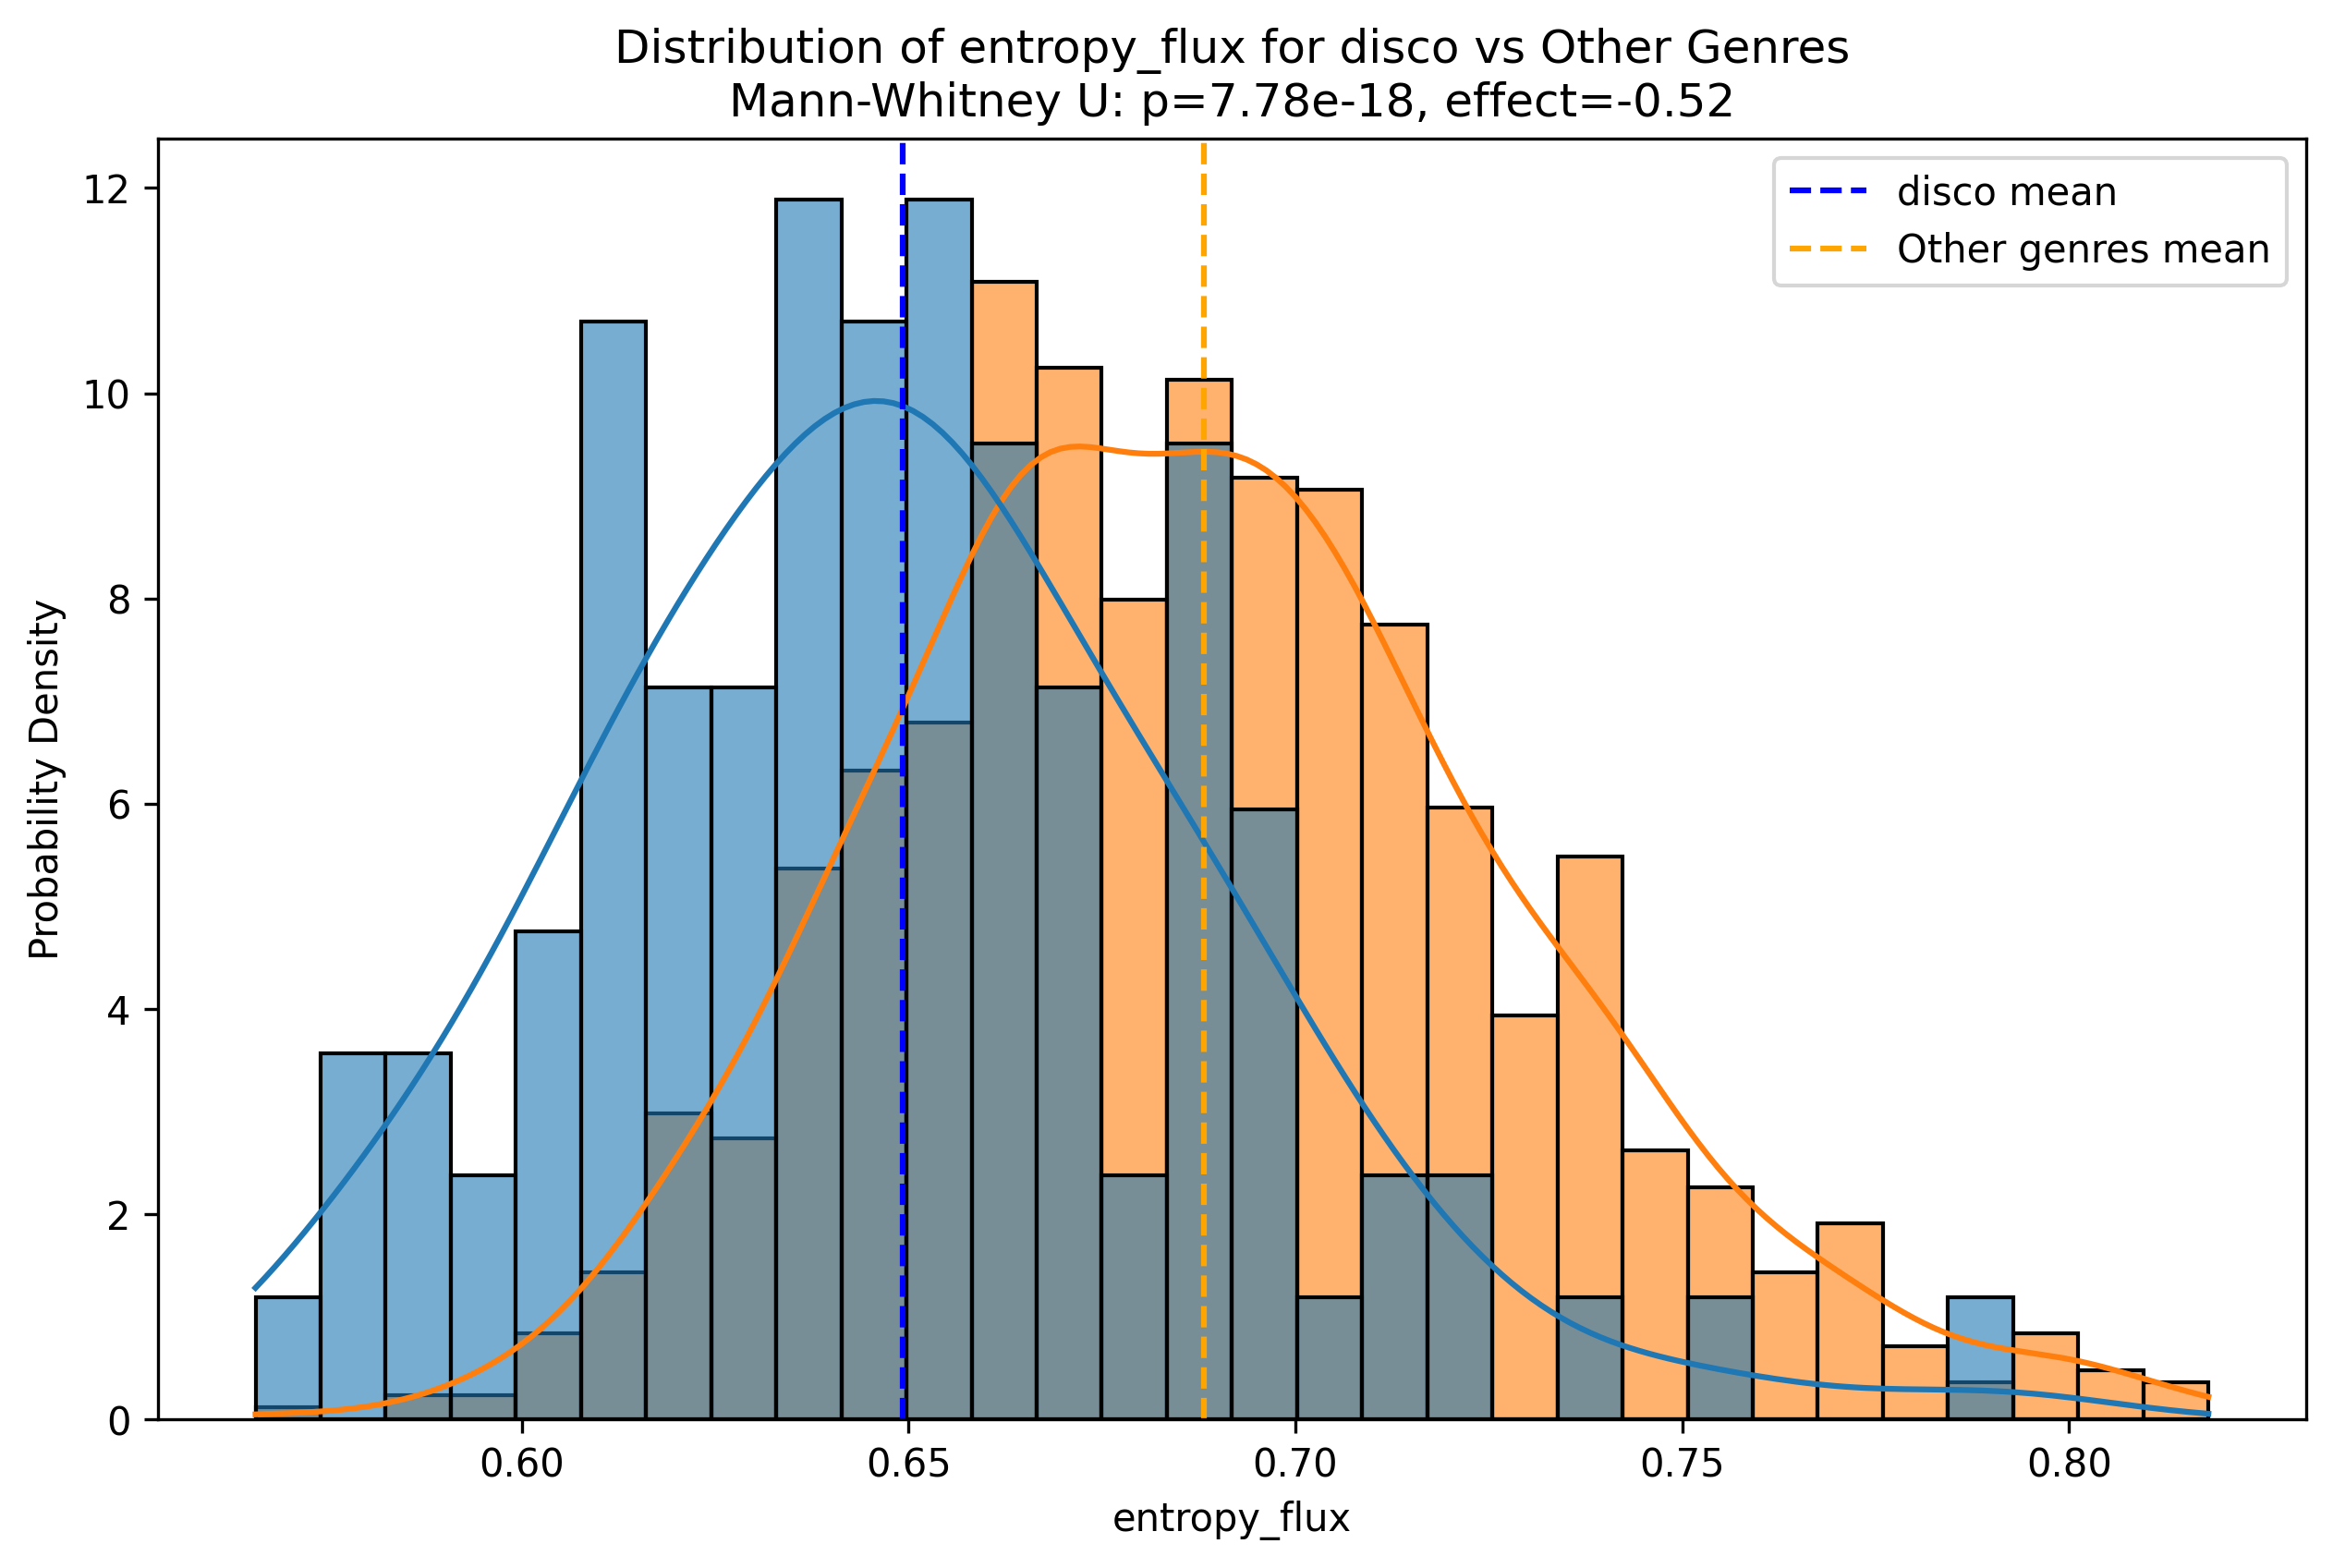 Distribution of entropy_flux for disco vs Other Genres
Mann-Whitney U: p=7.78e-18, effect=-0.52
disco mean
Other genres mean
Probability Density
12
10
8
6
4
2
0
0.60 0.65 0.70 0.75 0.80
entropy_flux